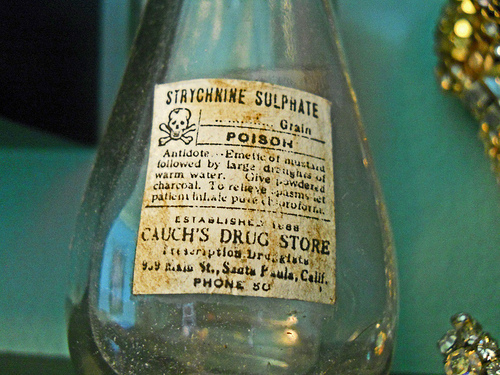 STRYCHNINE SULPHATE
Grain
POISON
Antidote.--Emetic of mustard
followed by large draughts of
warm water. Give powdered
charcoal. To relieve spasms let
patient inhale pure chloroform.
ESTABLISHED 1888
CAUCH'S DRUG STORE
Prescription Druggists
939 Main St., Santa Paula, Calif.
PHONE 50